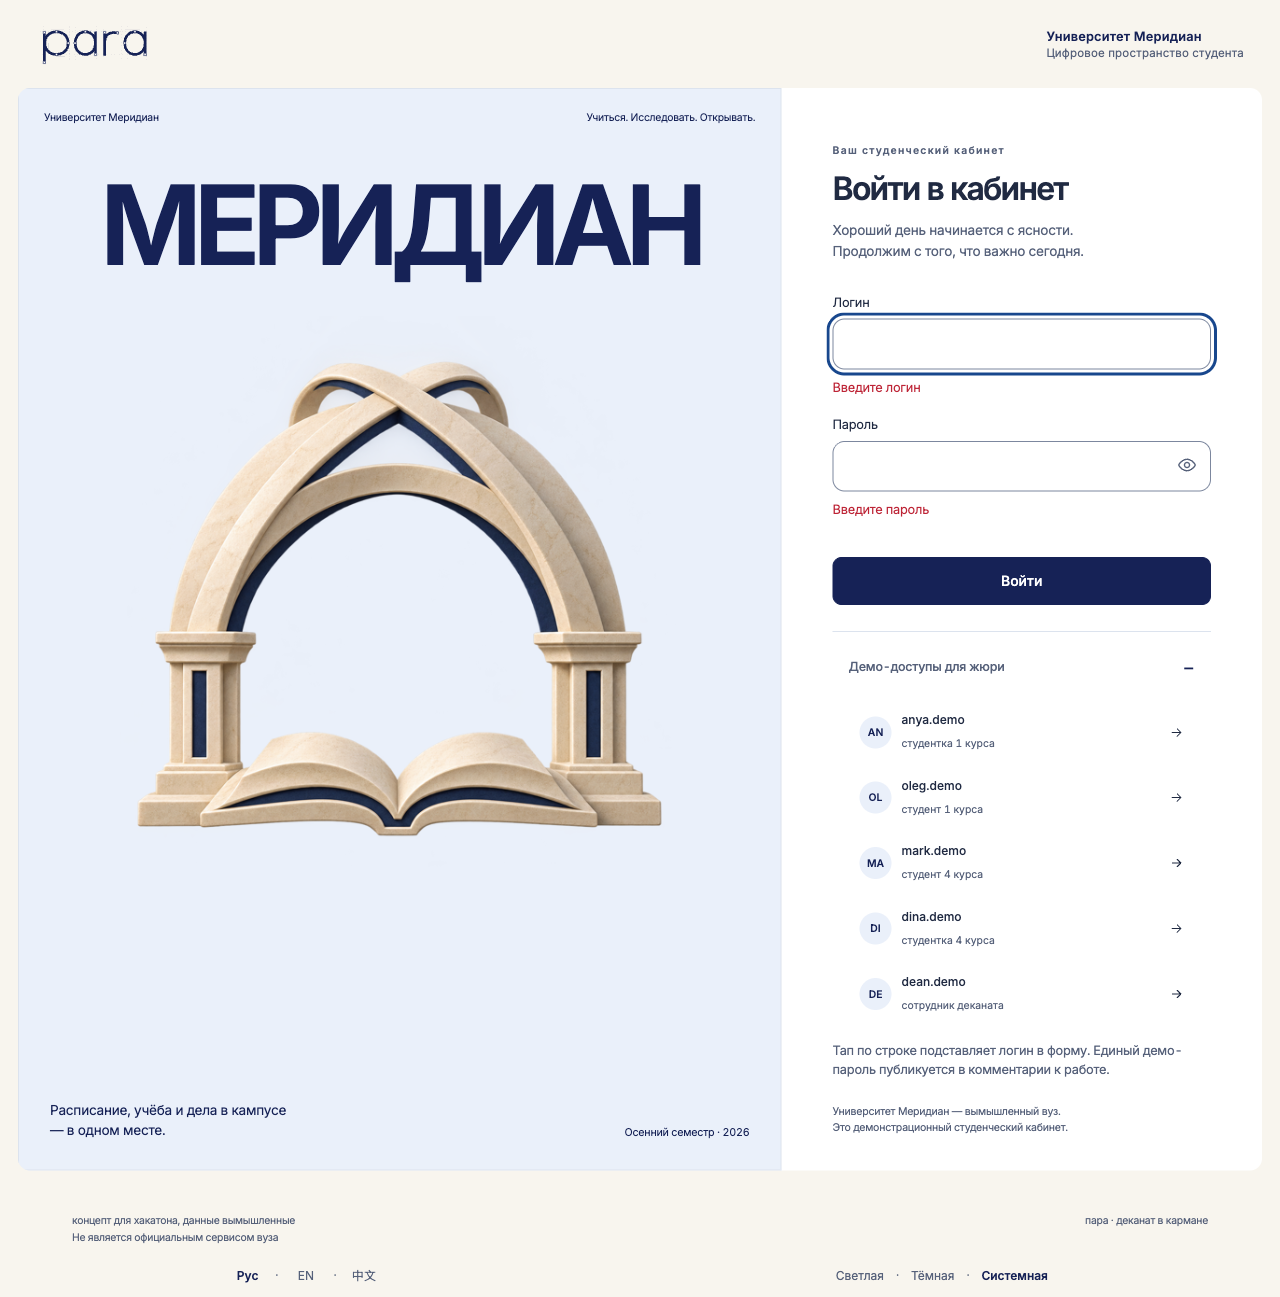 para
Университет Меридиан
Цифровое пространство студента
Университет Меридиан
Учиться. Исследовать. Открывать.
МЕРИДИАН
Расписание, учёба и дела в кампусе
— в одном месте.
Осенний семестр · 2026
Ваш студенческий кабинет
Войти в кабинет
Хороший день начинается с ясности.
Продолжим с того, что важно сегодня.
Логин
Введите логин
Пароль
Введите пароль
Войти
Демо-доступы для жюри
AN
anya.demo
студентка 1 курса
OL
oleg.demo
студент 1 курса
MA
mark.demo
студент 4 курса
DI
dina.demo
студентка 4 курса
DE
dean.demo
сотрудник деканата
Тап по строке подставляет логин в форму. Единый демо-
пароль публикуется в комментарии к работе.
Университет Меридиан — вымышленный вуз.
Это демонстрационный студенческий кабинет.
концепт для хакатона, данные вымышленные
Не является официальным сервисом вуза
пара · деканат в кармане
Рус · EN · 中文
Светлая · Тёмная · Системная